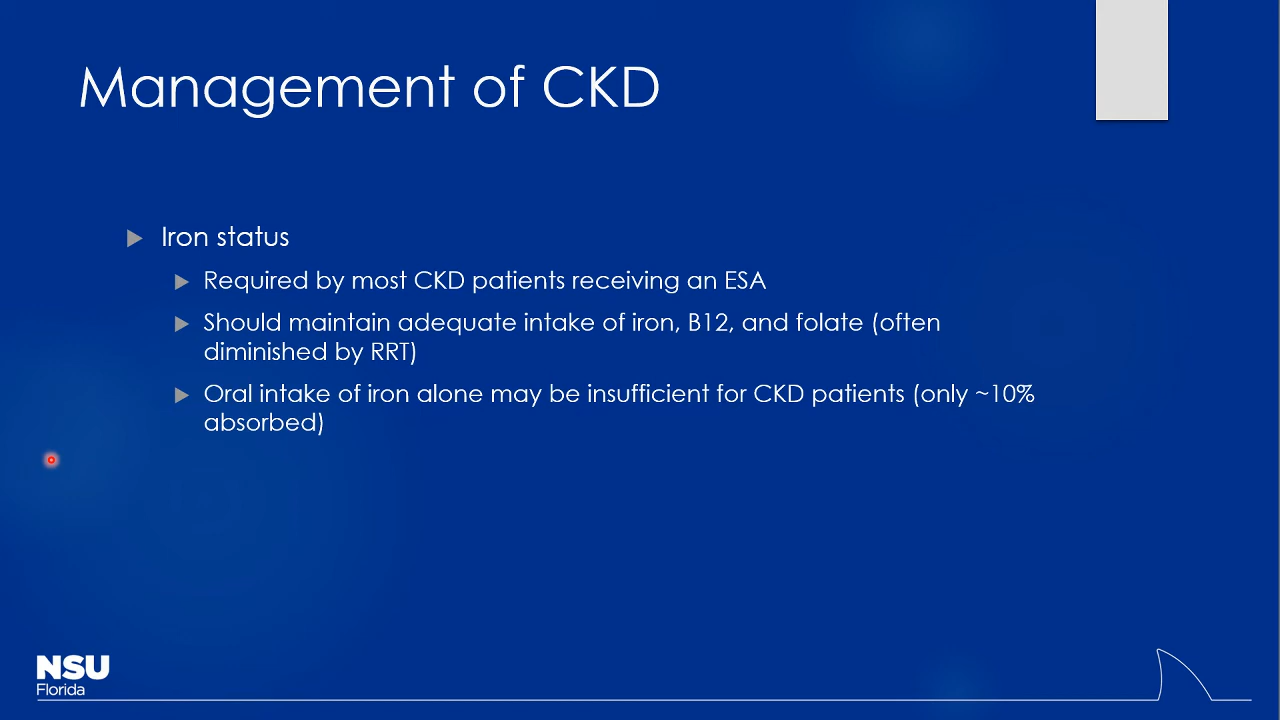 Management of CKD
Iron status
Required by most CKD patients receiving an ESA
Should maintain adequate intake of iron, B12, and folate (often
diminished by RRT)
Oral intake of iron alone may be insufficient for CKD patients (only ~10%
absorbed)
NSU
Florida